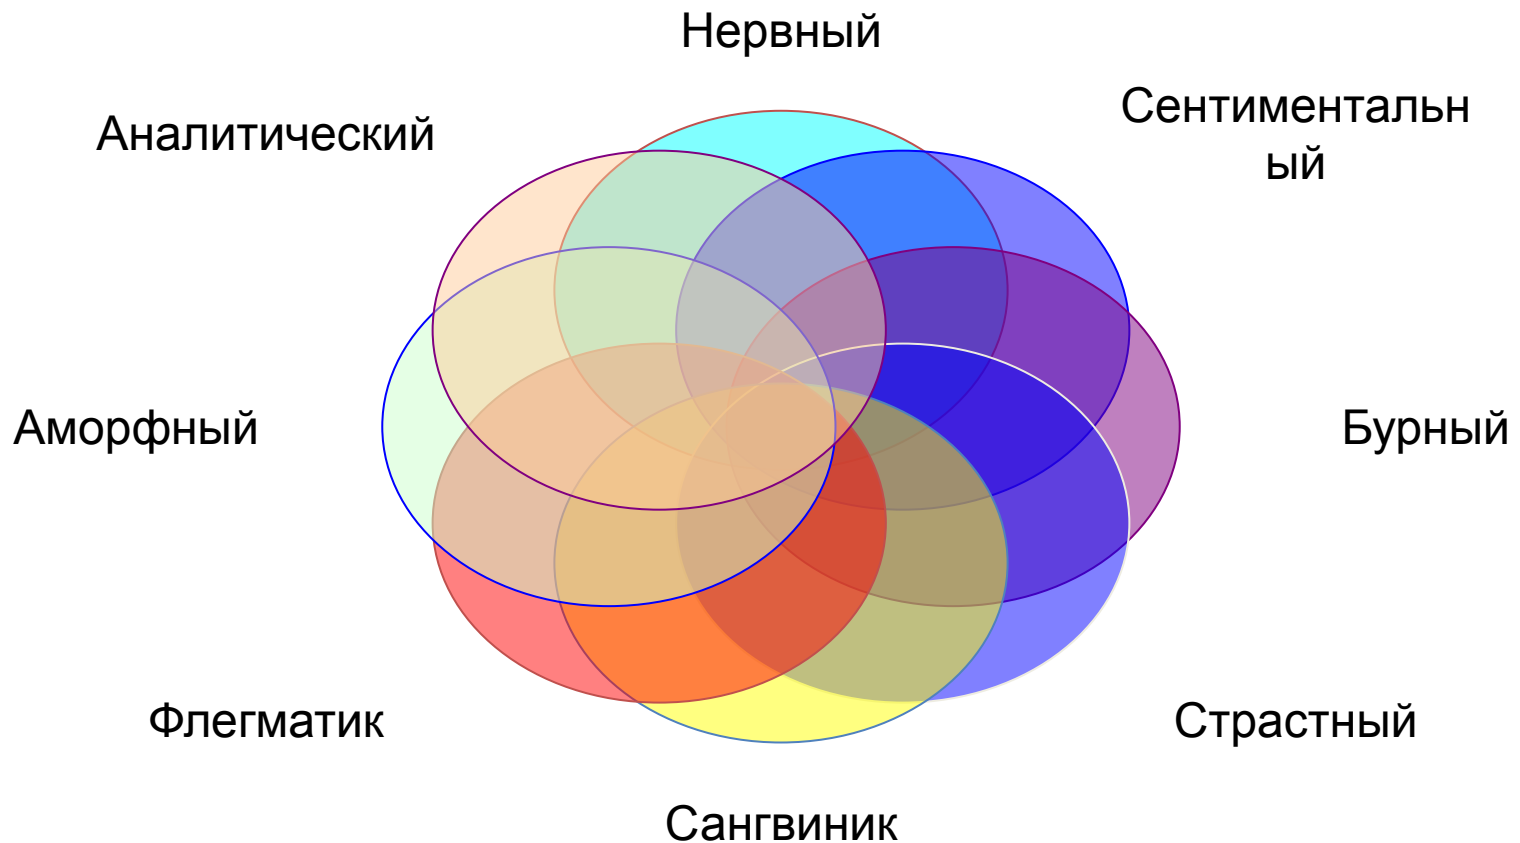 Нервный
Сентиментальн
ый
Аналитический
Аморфный
Бурный
Флегматик
Страстный
Сангвиник